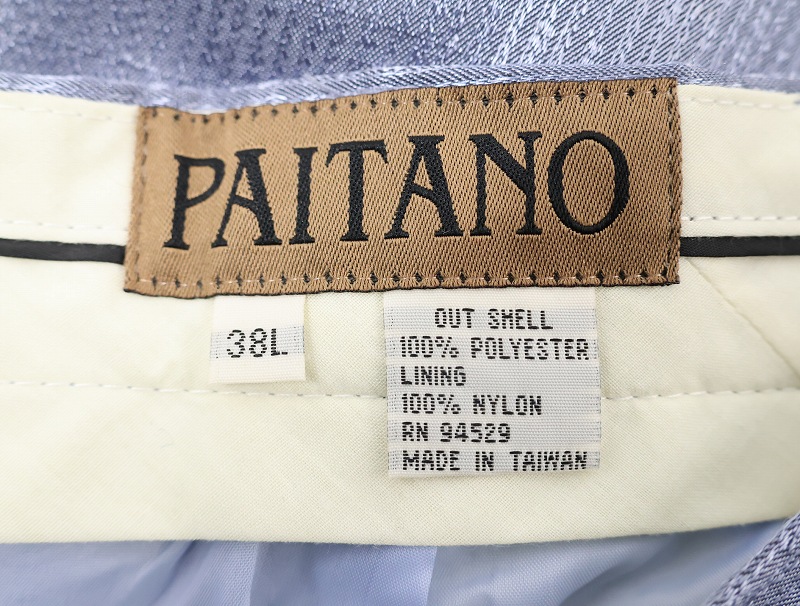 PAITANO
38L
OUT SHELL
100% POLYESTER
LINING
100% NYLON
RN 94529
MADE IN TAIWAN